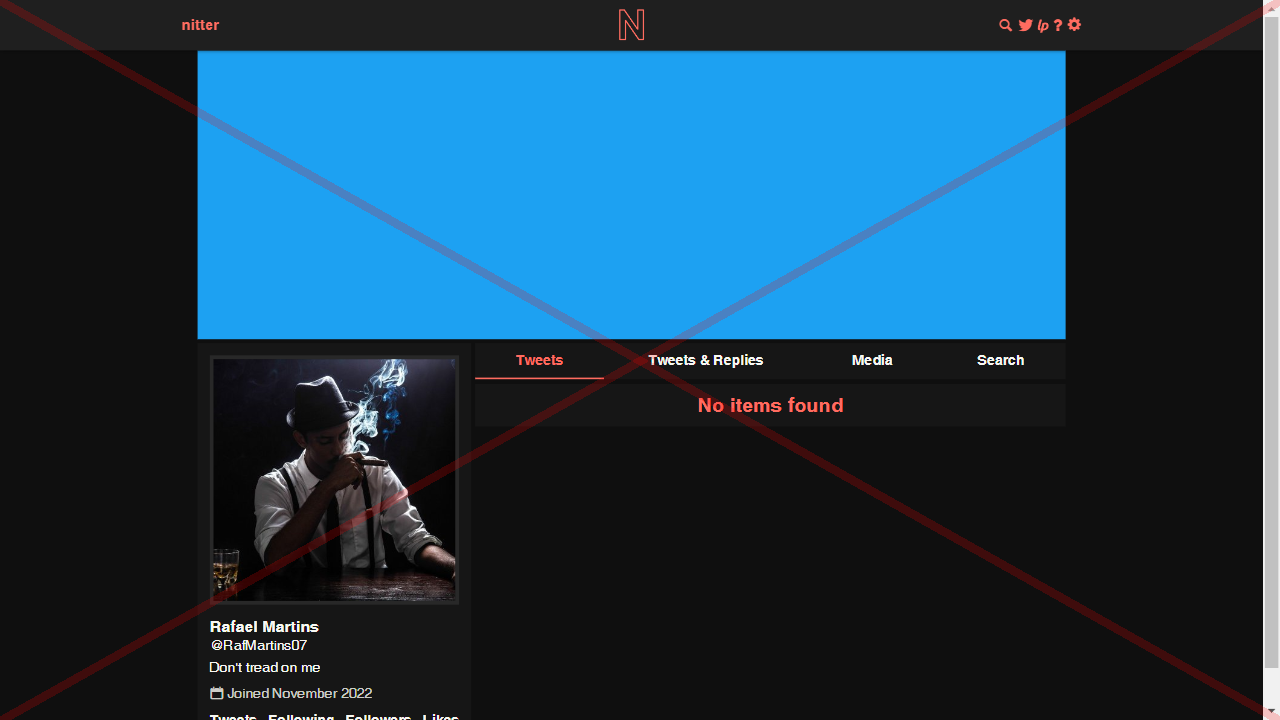 nitter
N
lp ?
Tweets Tweets & Replies Media Search
No items found
Rafael Martins
@RafMartins07
Don't tread on me
Joined November 2022
Tweets Following Followers Likes